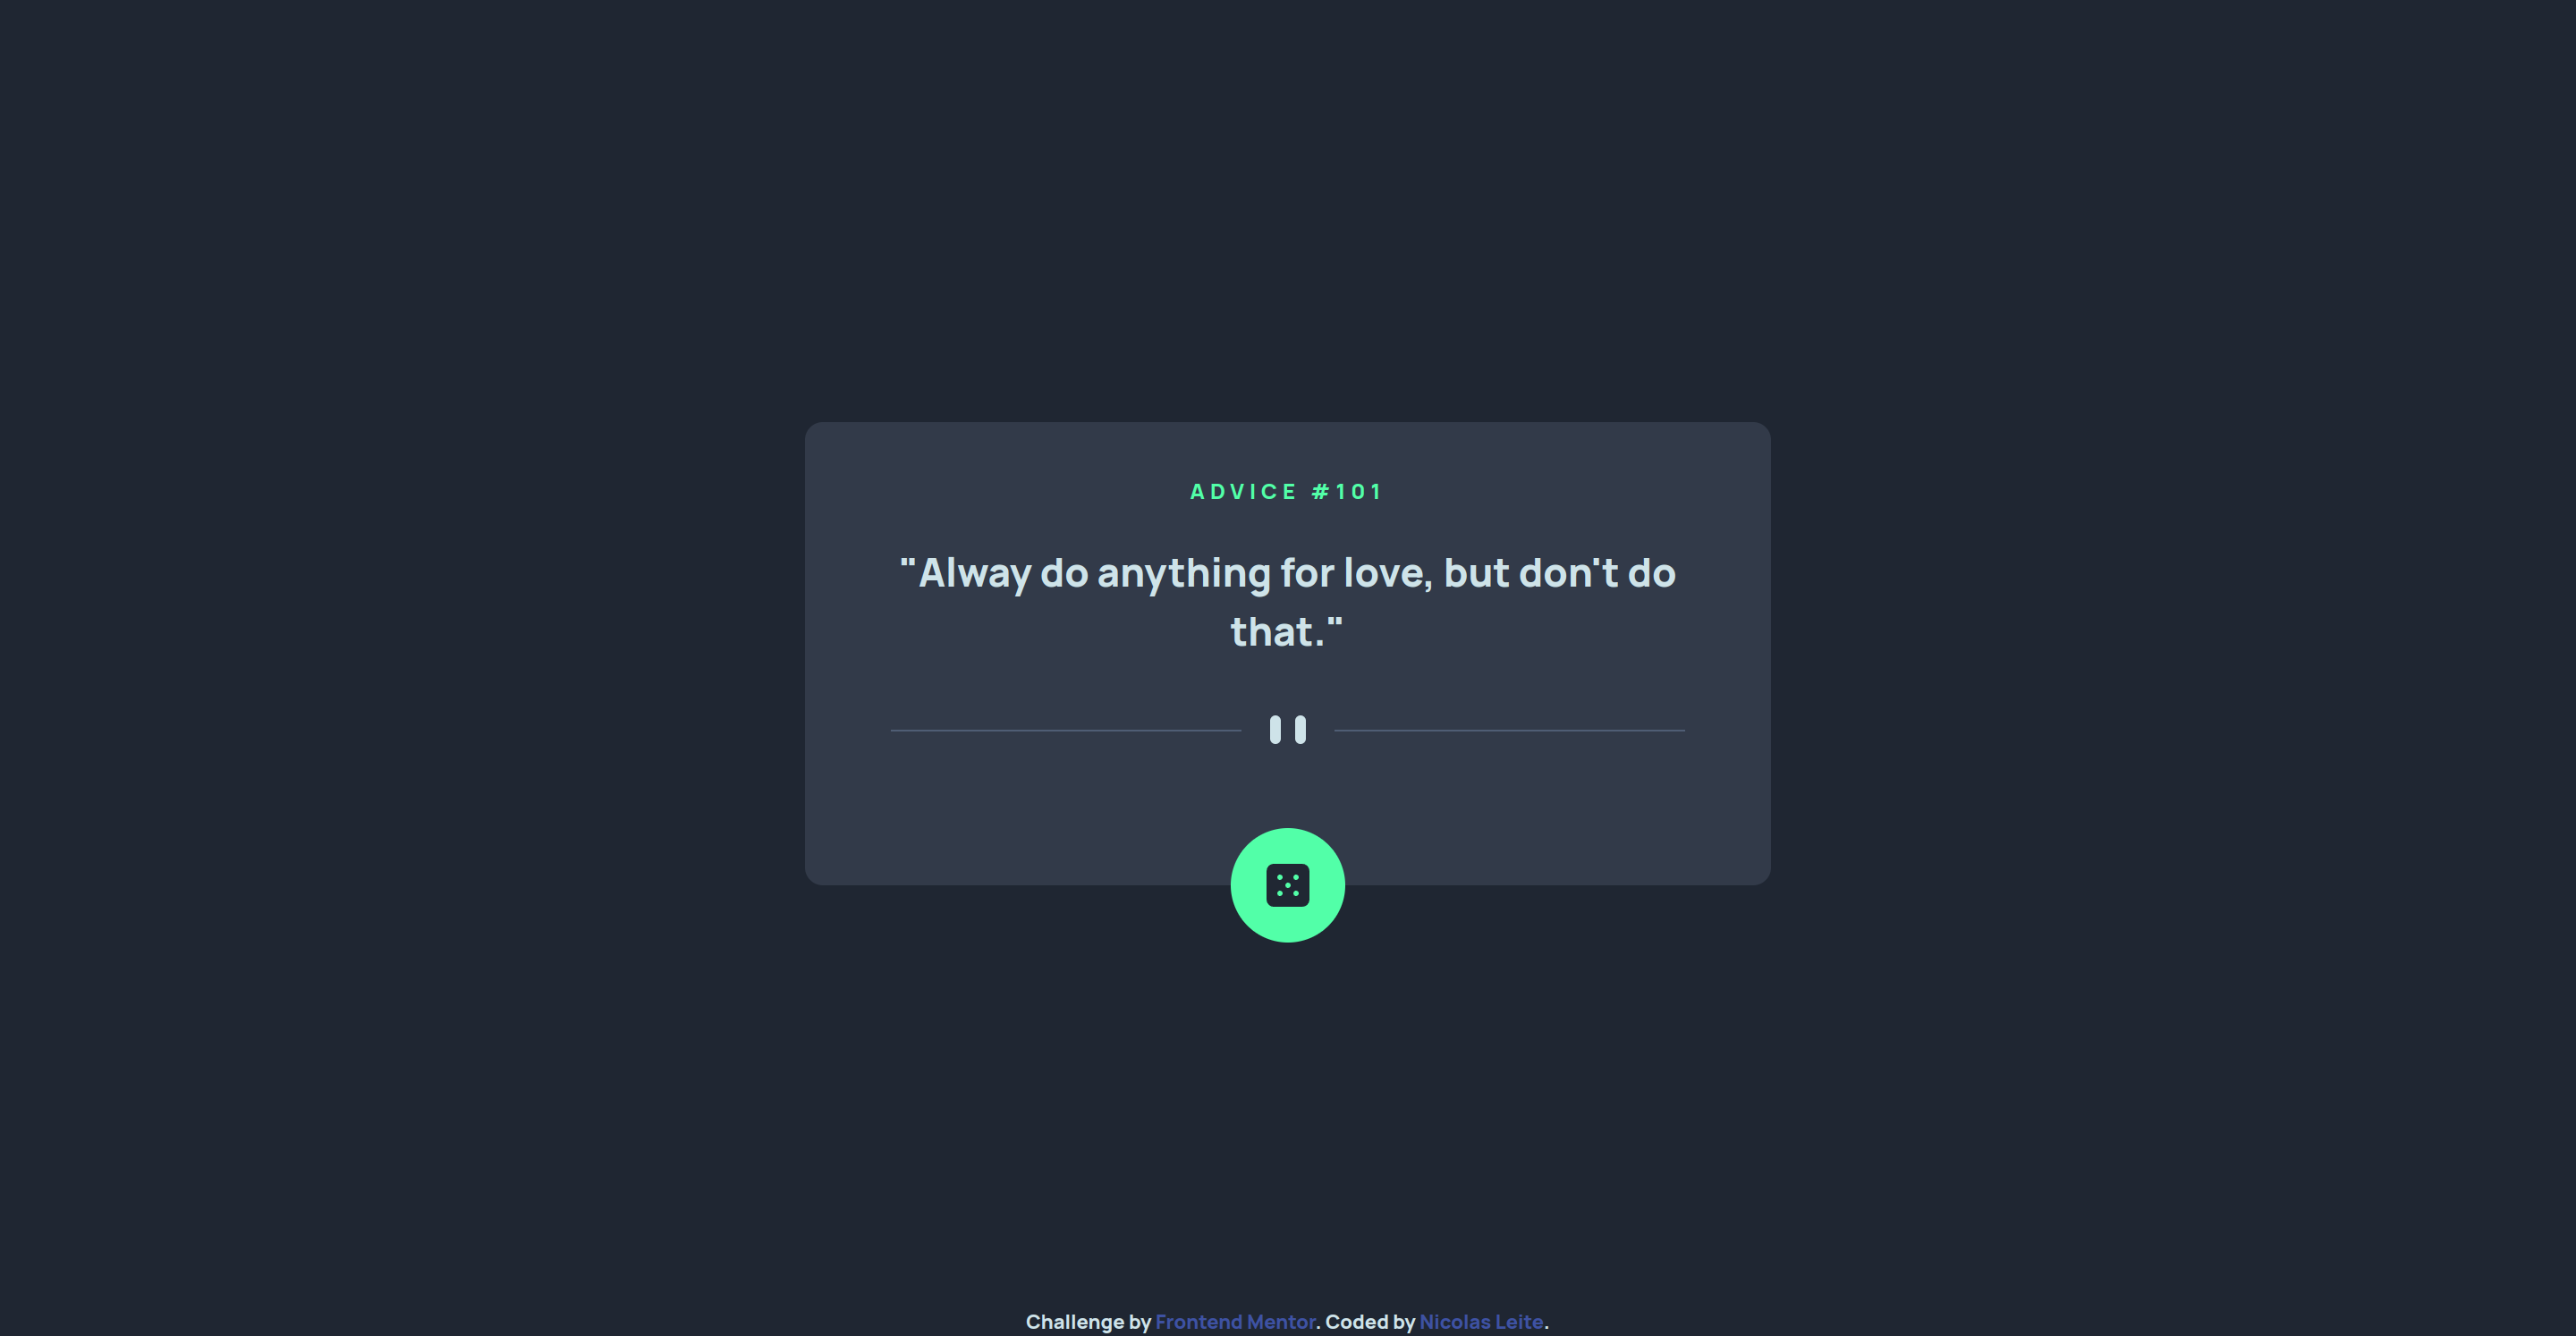 ADVICE #101
"Alway do anything for love, but don't do
that."
Challenge by Frontend Mentor. Coded by Nicolas Leite.